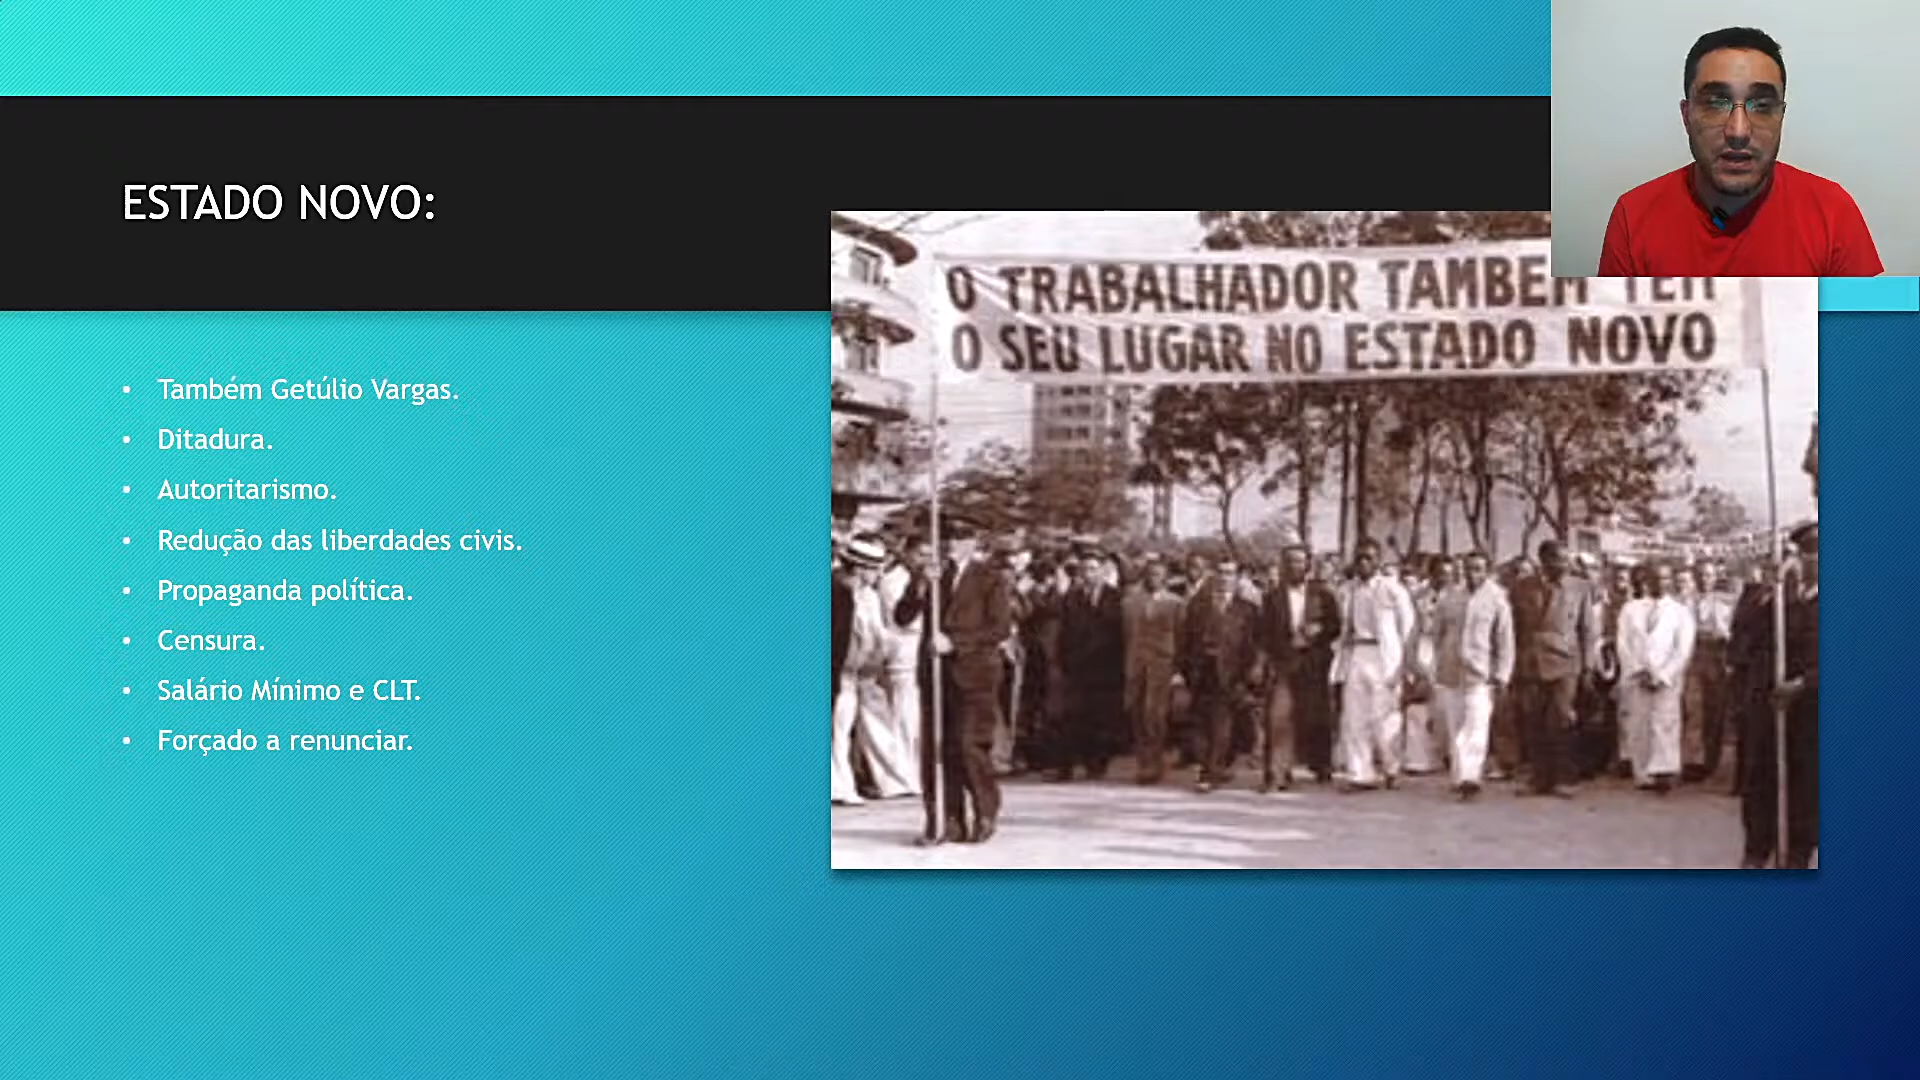 ESTADO NOVO:
O TRABALHADOR TAMBEM TEM
O SEU LUGAR NO ESTADO NOVO
• Também Getúlio Vargas.
• Ditadura.
• Autoritarismo.
• Redução das liberdades civis.
• Propaganda política.
• Censura.
• Salário Mínimo e CLT.
• Forçado a renunciar.